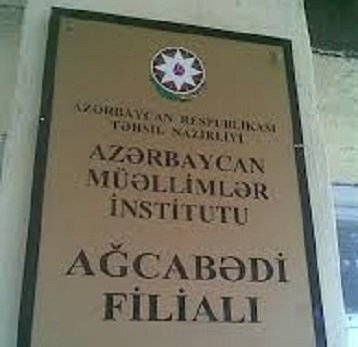 AZƏRBAYCAN RESPUBLİKASI
TƏHSİL NAZİRLİYİ
AZƏRBAYCAN
MÜƏLLİMLƏR
İNSTİTUTU
AĞCABƏDİ
FİLİALI